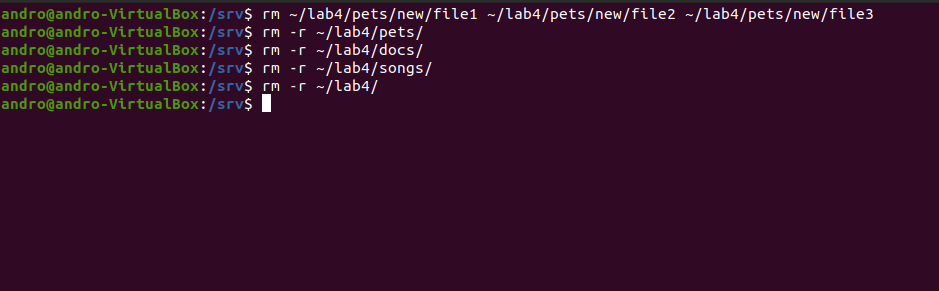 andro@andro-VirtualBox:/srv$ rm ~/lab4/pets/new/file1 ~/lab4/pets/new/file2 ~/lab4/pets/new/file3
andro@andro-VirtualBox:/srv$ rm -r ~/lab4/pets/
andro@andro-VirtualBox:/srv$ rm -r ~/lab4/docs/
andro@andro-VirtualBox:/srv$ rm -r ~/lab4/songs/
andro@andro-VirtualBox:/srv$ rm -r ~/lab4/
andro@andro-VirtualBox:/srv$